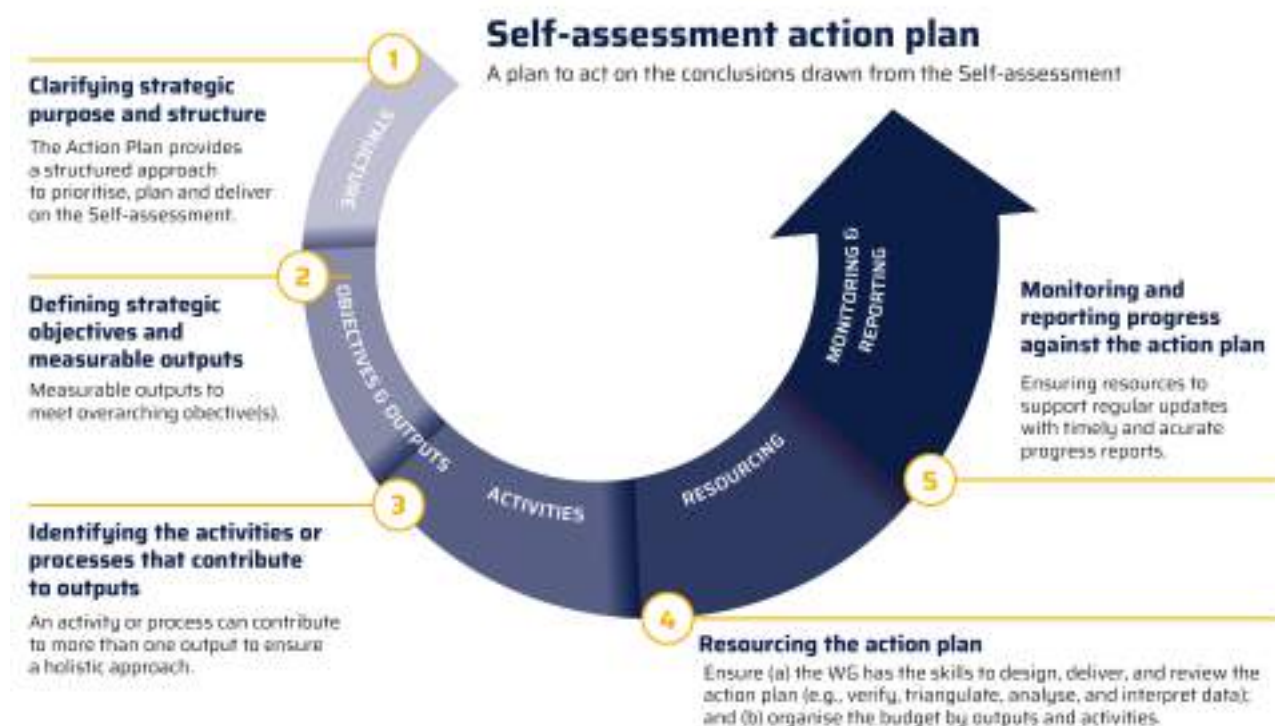 Self-assessment action plan
A plan to act on the conclusions drawn from the Self-assessment
1
Clarifying strategic
purpose and structure
The Action Plan provides
a structured approach
to prioritise, plan and deliver
on the Self-assessment.
STRUCTURE
2
Defining strategic
objectives and
measurable outputs
Measurable outputs to
meet overarching obective(s).
OBJECTIVES & OUTPUTS
3
Identifying the activities or
processes that contribute
to outputs
An activity or process can contribute
to more than one output to ensure
a holistic approach.
ACTIVITIES
4
Resourcing the action plan
Ensure (a) the WG has the skills to design, deliver, and review the
action plan (e.g., verify, triangulate, analyse, and interpret data);
and (b) organise the budget by outputs and activities.
RESOURCING
5
Monitoring and
reporting progress
against the action plan
Ensuring resources to
support regular updates
with timely and acurate
progress reports.
MONITORING &
REPORTING